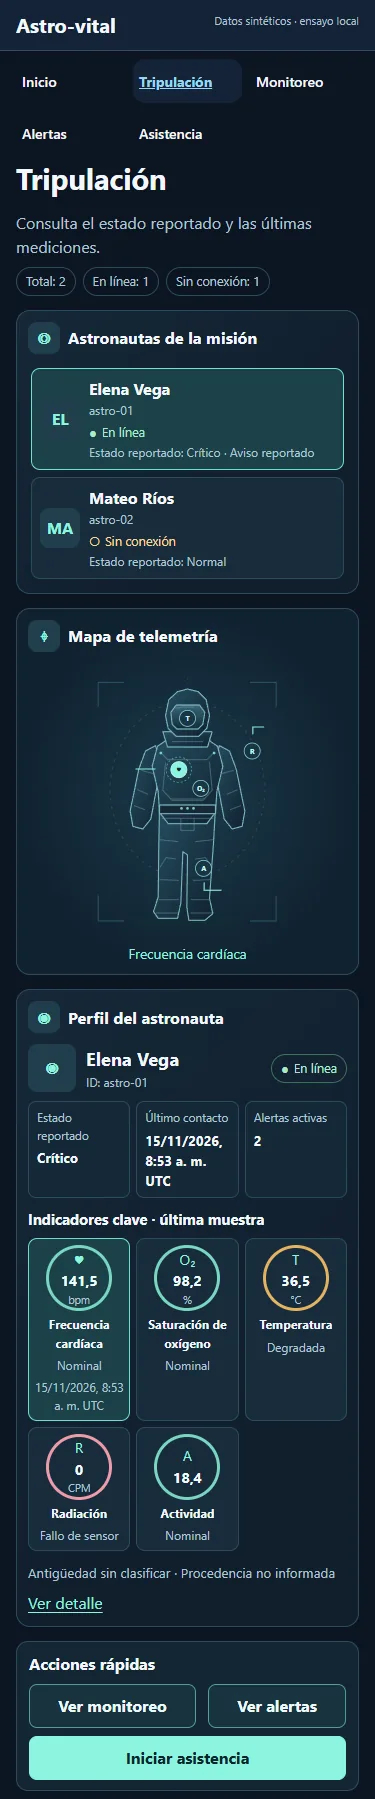 Astro-vital
Datos sintéticos · ensayo local
Inicio
Tripulación
Monitoreo
Alertas
Asistencia
Tripulación
Consulta el estado reportado y las últimas
mediciones.
Total: 2
En línea: 1
Sin conexión: 1
Astronautas de la misión
EL
Elena Vega
astro-01
En línea
Estado reportado: Crítico · Aviso reportado
MA
Mateo Ríos
astro-02
Sin conexión
Estado reportado: Normal
Mapa de telemetría
T
R
O₂
A
Frecuencia cardíaca
Perfil del astronauta
Elena Vega
ID: astro-01
En línea
Estado
reportado
Crítico
Último contacto
15/11/2026,
8:53 a. m.
UTC
Alertas activas
2
Indicadores clave · última muestra
♥
141,5
bpm
Frecuencia
cardíaca
Nominal
15/11/2026, 8:53
a. m. UTC
O₂
98,2
%
Saturación de
oxígeno
Nominal
T
36,5
°C
Temperatura
Degradada
R
0
CPM
Radiación
Fallo de sensor
A
18,4
Actividad
Nominal
Antigüedad sin clasificar · Procedencia no informada
Ver detalle
Acciones rápidas
Ver monitoreo
Ver alertas
Iniciar asistencia